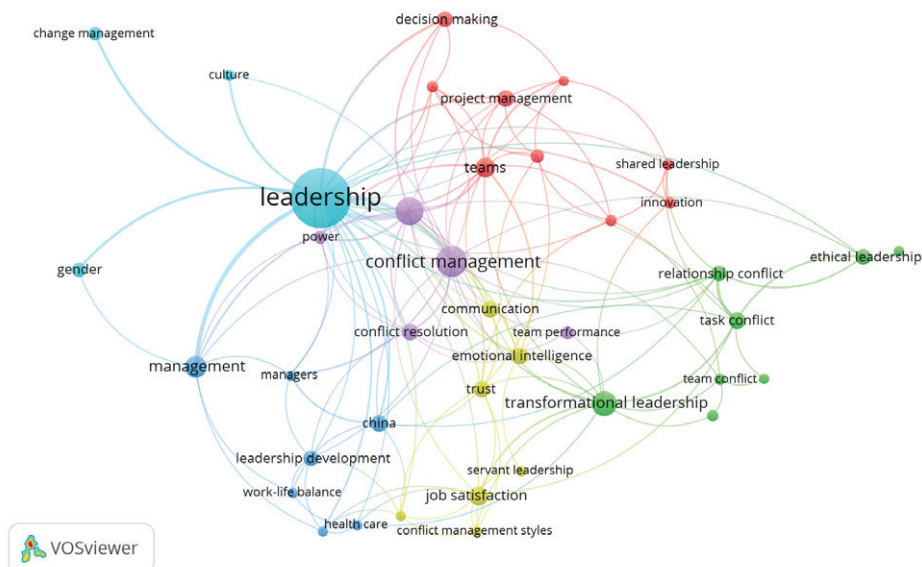 decision making
change management
culture
project management
shared leadership
teams
leadership
innovation
power
conflict management
ethical leadership
gender
relationship conflict
communication
task conflict
conflict resolution
team performance
emotional intelligence
management
managers
team conflict
trust
transformational leadership
china
leadership development
servant leadership
work-life balance
job satisfaction
health care
conflict management styles
VOSviewer